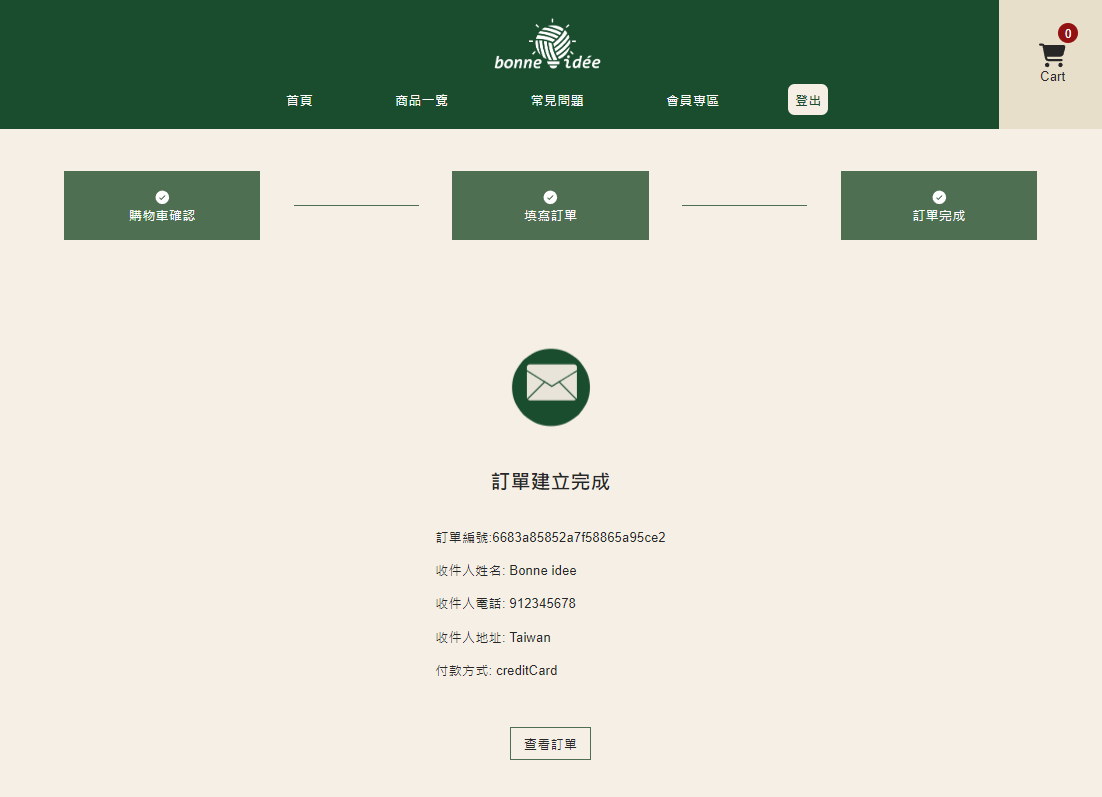 bonne idée
0
Cart
首頁 商品一覽 常見問題 會員專區 登出
購物車確認 填寫訂單 訂單完成
訂單建立完成
訂單編號:6683a85852a7f58865a95ce2
收件人姓名: Bonne idee
收件人電話: 912345678
收件人地址: Taiwan
付款方式: creditCard
查看訂單